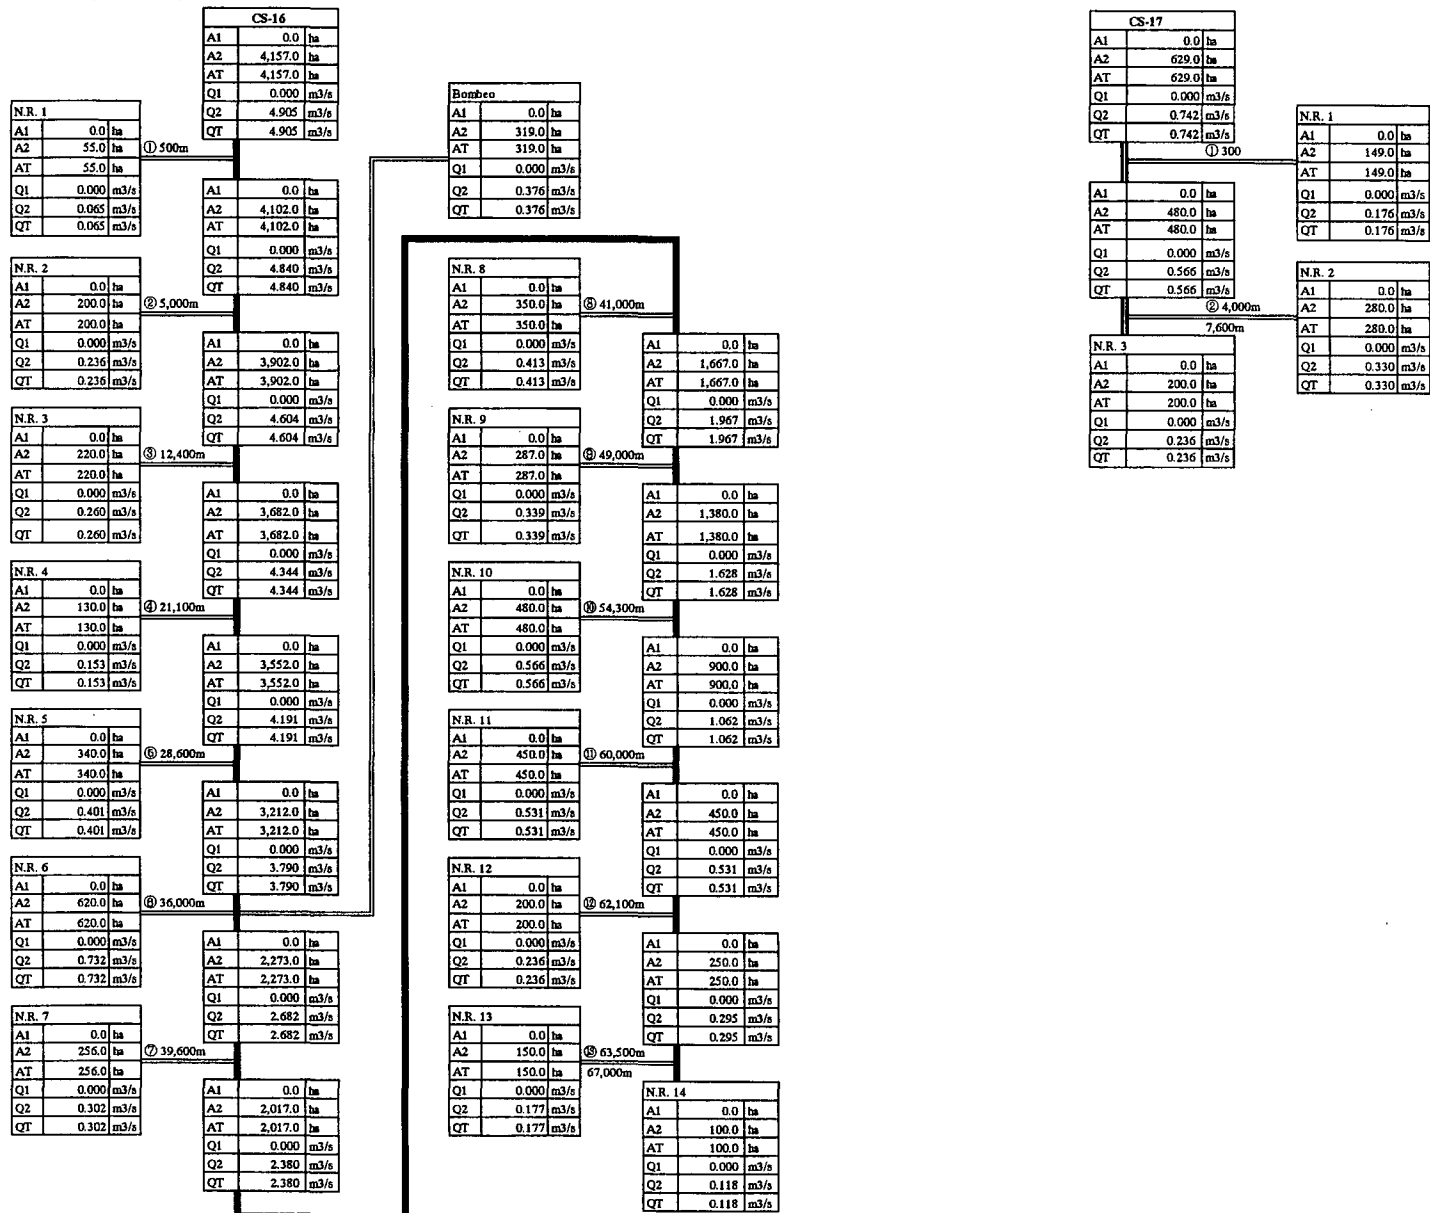 CS-16
A1 0.0 ha
A2 4,157.0 ha
AT 4,157.0 ha
Q1 0.000 m3/s
Q2 4.905 m3/s
QT 4.905 m3/s
N.R. 1
A1 0.0 ha
A2 55.0 ha
AT 55.0 ha
Q1 0.000 m3/s
Q2 0.065 m3/s
QT 0.065 m3/s
① 500m
A1 0.0 ha
A2 4,102.0 ha
AT 4,102.0 ha
Q1 0.000 m3/s
Q2 4.840 m3/s
QT 4.840 m3/s
N.R. 2
A1 0.0 ha
A2 200.0 ha
AT 200.0 ha
Q1 0.000 m3/s
Q2 0.236 m3/s
QT 0.236 m3/s
② 5,000m
A1 0.0 ha
A2 3,902.0 ha
AT 3,902.0 ha
Q1 0.000 m3/s
Q2 4.604 m3/s
QT 4.604 m3/s
N.R. 3
A1 0.0 ha
A2 220.0 ha
AT 220.0 ha
Q1 0.000 m3/s
Q2 0.260 m3/s
QT 0.260 m3/s
③ 12,400m
A1 0.0 ha
A2 3,682.0 ha
AT 3,682.0 ha
Q1 0.000 m3/s
Q2 4.344 m3/s
QT 4.344 m3/s
N.R. 4
A1 0.0 ha
A2 130.0 ha
AT 130.0 ha
Q1 0.000 m3/s
Q2 0.153 m3/s
QT 0.153 m3/s
④ 21,100m
A1 0.0 ha
A2 3,552.0 ha
AT 3,552.0 ha
Q1 0.000 m3/s
Q2 4.191 m3/s
QT 4.191 m3/s
N.R. 5
A1 0.0 ha
A2 340.0 ha
AT 340.0 ha
Q1 0.000 m3/s
Q2 0.401 m3/s
QT 0.401 m3/s
⑤ 28,600m
A1 0.0 ha
A2 3,212.0 ha
AT 3,212.0 ha
Q1 0.000 m3/s
Q2 3.790 m3/s
QT 3.790 m3/s
N.R. 6
A1 0.0 ha
A2 620.0 ha
AT 620.0 ha
Q1 0.000 m3/s
Q2 0.732 m3/s
QT 0.732 m3/s
⑥ 36,000m
A1 0.0 ha
A2 2,273.0 ha
AT 2,273.0 ha
Q1 0.000 m3/s
Q2 2.682 m3/s
QT 2.682 m3/s
N.R. 7
A1 0.0 ha
A2 256.0 ha
AT 256.0 ha
Q1 0.000 m3/s
Q2 0.302 m3/s
QT 0.302 m3/s
⑦ 39,600m
A1 0.0 ha
A2 2,017.0 ha
AT 2,017.0 ha
Q1 0.000 m3/s
Q2 2.380 m3/s
QT 2.380 m3/s
Bombeo
A1 0.0 ha
A2 319.0 ha
AT 319.0 ha
Q1 0.000 m3/s
Q2 0.376 m3/s
QT 0.376 m3/s
N.R. 8
A1 0.0 ha
A2 350.0 ha
AT 350.0 ha
Q1 0.000 m3/s
Q2 0.413 m3/s
QT 0.413 m3/s
⑧ 41,000m
A1 0.0 ha
A2 1,667.0 ha
AT 1,667.0 ha
Q1 0.000 m3/s
Q2 1.967 m3/s
QT 1.967 m3/s
N.R. 9
A1 0.0 ha
A2 287.0 ha
AT 287.0 ha
Q1 0.000 m3/s
Q2 0.339 m3/s
QT 0.339 m3/s
⑨ 49,000m
A1 0.0 ha
A2 1,380.0 ha
AT 1,380.0 ha
Q1 0.000 m3/s
Q2 1.628 m3/s
QT 1.628 m3/s
N.R. 10
A1 0.0 ha
A2 480.0 ha
AT 480.0 ha
Q1 0.000 m3/s
Q2 0.566 m3/s
QT 0.566 m3/s
⑩ 54,300m
A1 0.0 ha
A2 900.0 ha
AT 900.0 ha
Q1 0.000 m3/s
Q2 1.062 m3/s
QT 1.062 m3/s
N.R. 11
A1 0.0 ha
A2 450.0 ha
AT 450.0 ha
Q1 0.000 m3/s
Q2 0.531 m3/s
QT 0.531 m3/s
⑪ 60,000m
A1 0.0 ha
A2 450.0 ha
AT 450.0 ha
Q1 0.000 m3/s
Q2 0.531 m3/s
QT 0.531 m3/s
N.R. 12
A1 0.0 ha
A2 200.0 ha
AT 200.0 ha
Q1 0.000 m3/s
Q2 0.236 m3/s
QT 0.236 m3/s
⑫ 62,100m
A1 0.0 ha
A2 250.0 ha
AT 250.0 ha
Q1 0.000 m3/s
Q2 0.295 m3/s
QT 0.295 m3/s
N.R. 13
A1 0.0 ha
A2 150.0 ha
AT 150.0 ha
Q1 0.000 m3/s
Q2 0.177 m3/s
QT 0.177 m3/s
⑬ 63,500m
67,000m
N.R. 14
A1 0.0 ha
A2 100.0 ha
AT 100.0 ha
Q1 0.000 m3/s
Q2 0.118 m3/s
QT 0.118 m3/s
CS-17
A1 0.0 ha
A2 629.0 ha
AT 629.0 ha
Q1 0.000 m3/s
Q2 0.742 m3/s
QT 0.742 m3/s
① 300
N.R. 1
A1 0.0 ha
A2 149.0 ha
AT 149.0 ha
Q1 0.000 m3/s
Q2 0.176 m3/s
QT 0.176 m3/s
A1 0.0 ha
A2 480.0 ha
AT 480.0 ha
Q1 0.000 m3/s
Q2 0.566 m3/s
QT 0.566 m3/s
② 4,000m
7,600m
N.R. 2
A1 0.0 ha
A2 280.0 ha
AT 280.0 ha
Q1 0.000 m3/s
Q2 0.330 m3/s
QT 0.330 m3/s
N.R. 3
A1 0.0 ha
A2 200.0 ha
AT 200.0 ha
Q1 0.000 m3/s
Q2 0.236 m3/s
QT 0.236 m3/s